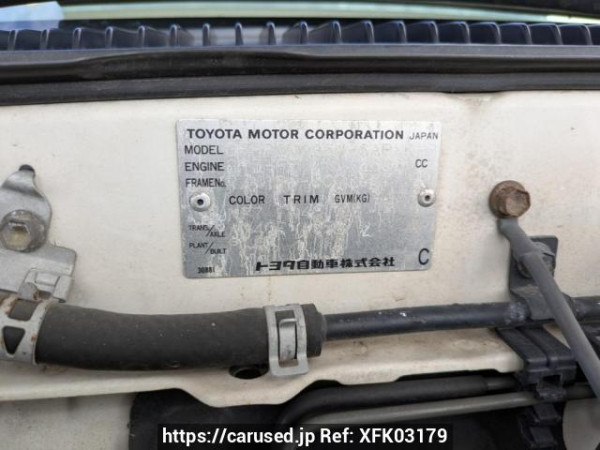 TOYOTA MOTOR CORPORATION JAPAN
MODEL
ENGINE CC
FRAME No.
COLOR TRIM GVM(KG)
TRANS/AXLE
PLANT/BUILT
トヨタ自動車株式会社 C
https://carused.jp Ref: XFK03179